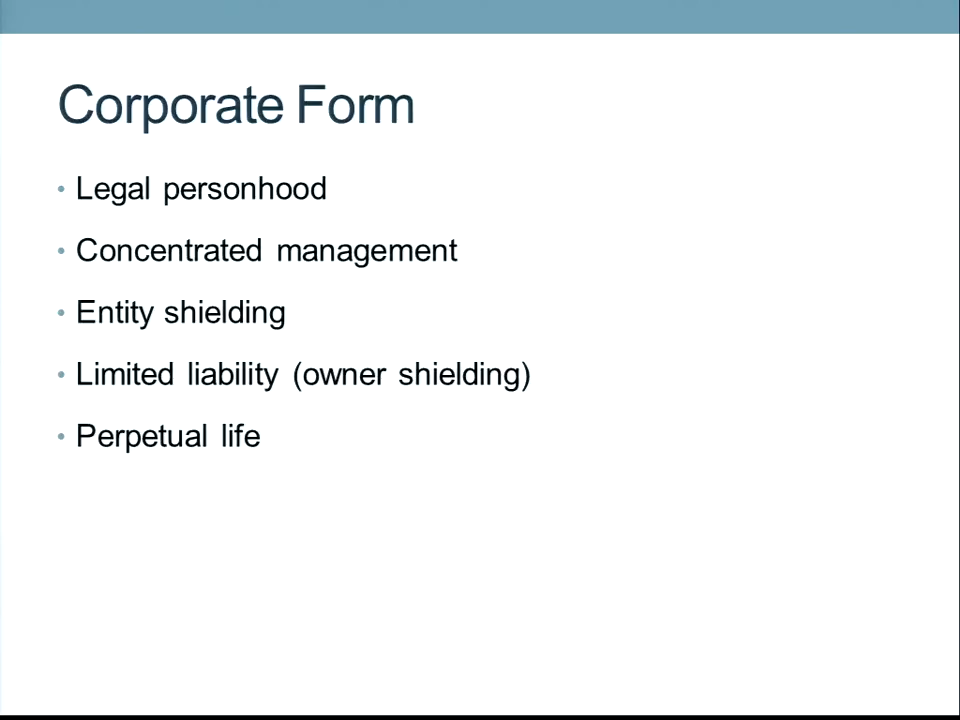 Corporate Form
• Legal personhood
• Concentrated management
• Entity shielding
• Limited liability (owner shielding)
• Perpetual life